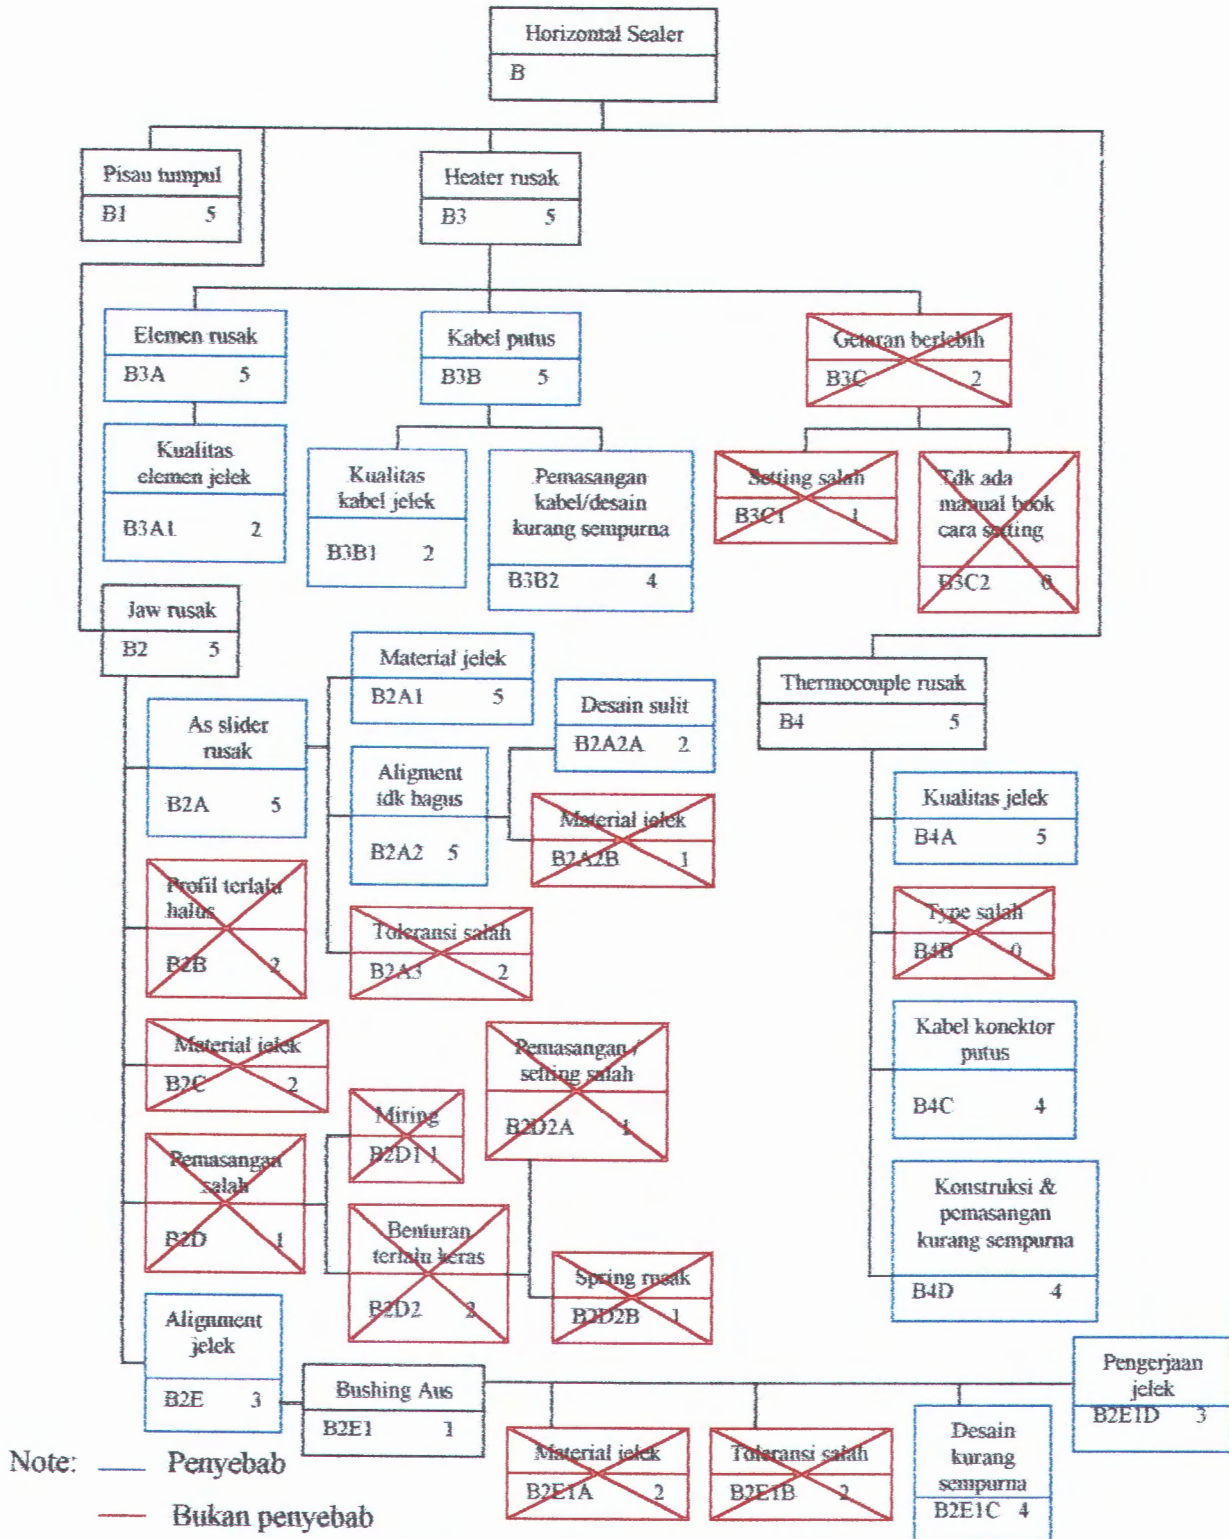 Horizontal Sealer
B
Pisau tumpul
B1 5
Heater rusak
B3 5
Elemen rusak
B3A 5
Kabel putus
B3B 5
Getaran berlebih
B3C 2
Kualitas
elemen jelek
B3A1 2
Kualitas
kabel jelek
B3B1 2
Pemasangan
kabel/desain
kurang sempurna
B3B2 4
Setting salah
B3C1 1
Tdk ada
manual book
cara setting
B3C2 0
Jaw rusak
B2 5
Material jelek
B2A1 5
Thermocouple rusak
B4 5
As slider
rusak
B2A 5
Desain sulit
B2A2A 2
Aligment
tdk bagus
B2A2 5
Material jelek
B2A2B 1
Kualitas jelek
B4A 5
Profil terlalu
halus
B2B 2
Toleransi salah
B2A3 2
Type salah
B4B 0
Material jelek
B2C 2
Pemasangan /
setting salah
B2D2A 1
Kabel konektor
putus
B4C 4
Miring
B2D1 1
Pemasangan
salah
B2D 1
Benturan
terlalu keras
B2D2 2
Spring rusak
B2D2B 1
Konstruksi &
pemasangan
kurang sempurna
B4D 4
Alignment
jelek
B2E 3
Bushing Aus
B2E1 1
Material jelek
B2E1A 2
Toleransi salah
B2E1B 2
Desain
kurang
sempurna
B2E1C 4
Pengerjaan
jelek
B2E1D 3
Note: Penyebab
Bukan penyebab